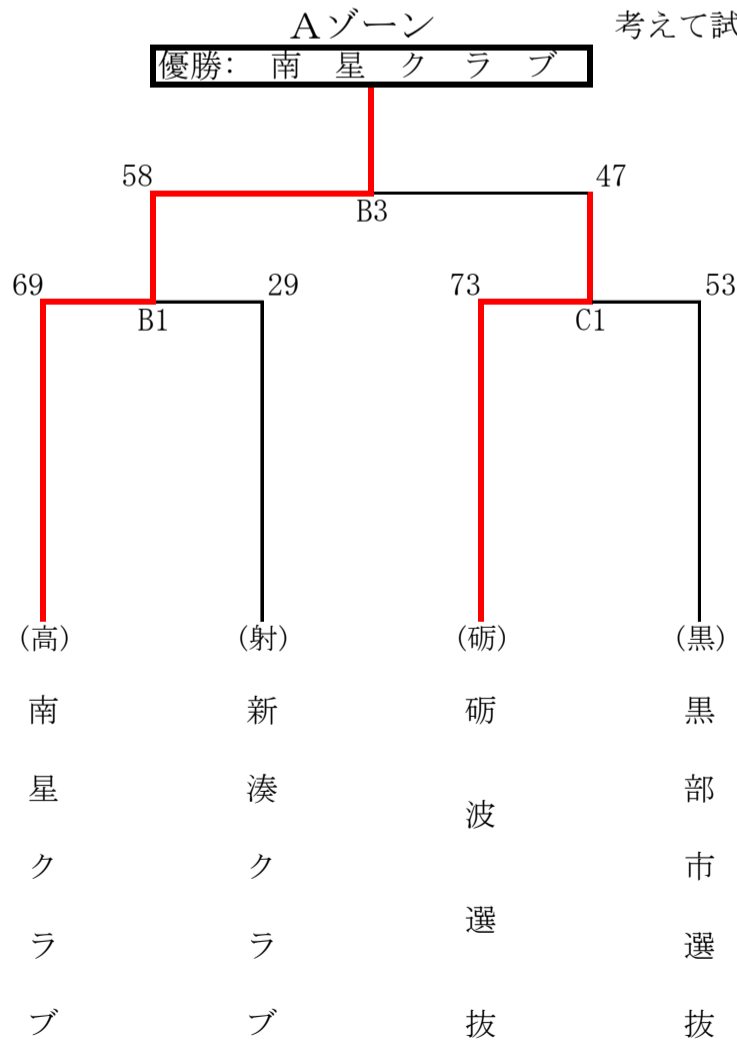 Aゾーン
考えて試
優勝: 南星クラブ
58
47
B3
69
29
73
53
B1
C1
(高)
(射)
(砺)
(黒)
南星クラブ
新湊クラブ
砺波選抜
黒部市選抜